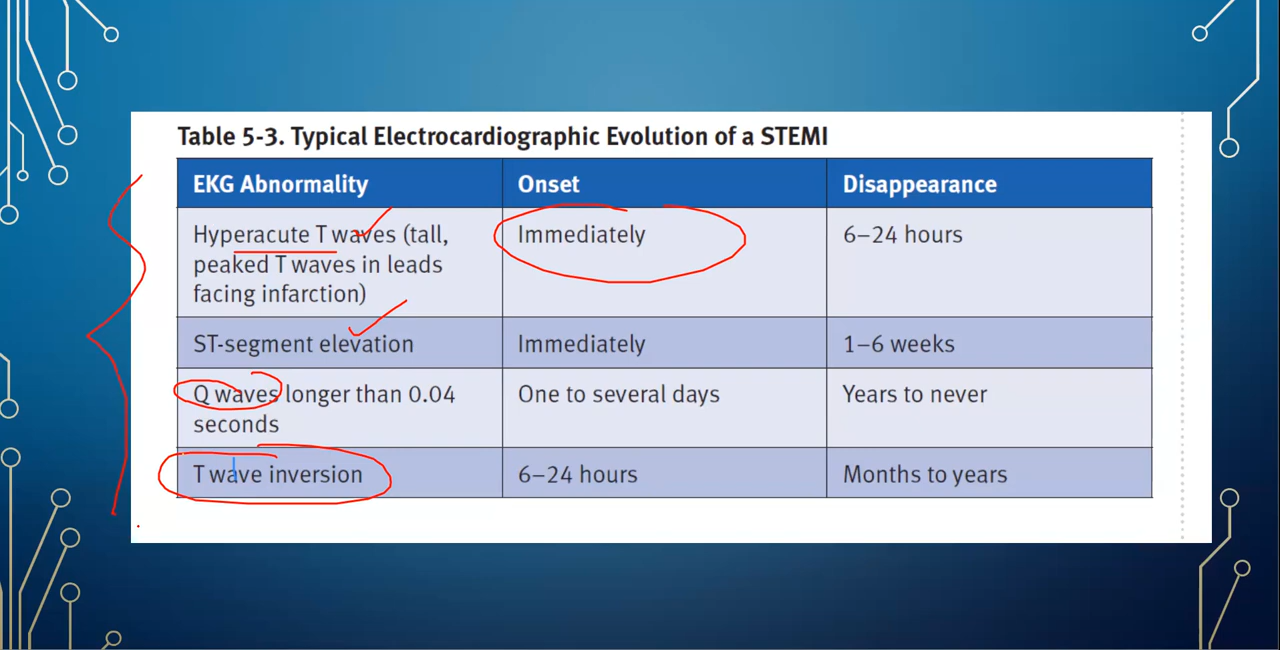 Table 5-3. Typical Electrocardiographic Evolution of a STEMI
EKG Abnormality Onset Disappearance
Hyperacute T waves (tall, Immediately 6–24 hours
peaked T waves in leads
facing infarction)
ST-segment elevation Immediately 1–6 weeks
Q waves longer than 0.04 One to several days Years to never
seconds
T wave inversion 6–24 hours Months to years